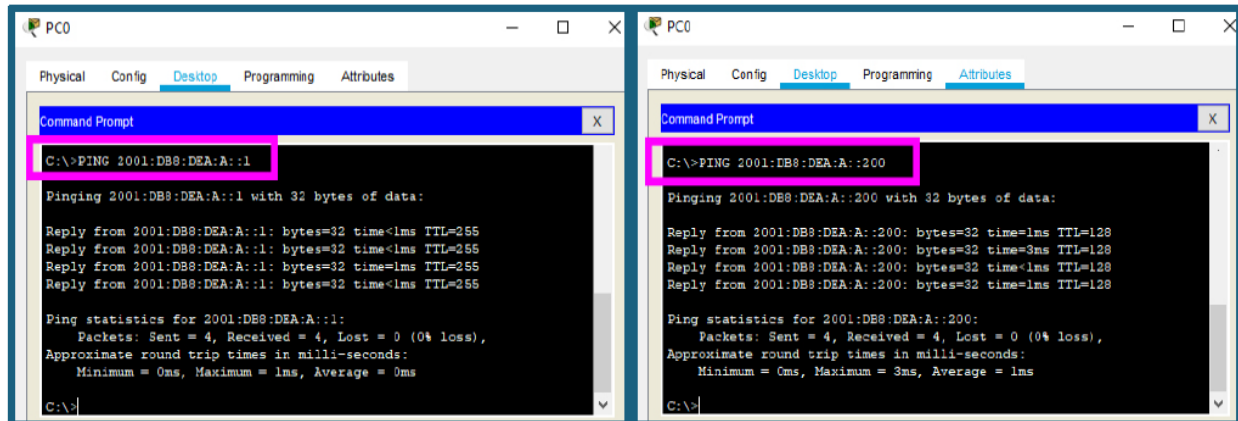 PC0
Physical Config Desktop Programming Attributes
Command Prompt
X
C:\>PING 2001:DB8:DEA:A::1
Pinging 2001:DB8:DEA:A::1 with 32 bytes of data:
Reply from 2001:DB8:DEA:A::1: bytes=32 time<1ms TTL=255
Reply from 2001:DB8:DEA:A::1: bytes=32 time<1ms TTL=255
Reply from 2001:DB8:DEA:A::1: bytes=32 time=1ms TTL=255
Reply from 2001:DB8:DEA:A::1: bytes=32 time<1ms TTL=255
Ping statistics for 2001:DB8:DEA:A::1:
Packets: Sent = 4, Received = 4, Lost = 0 (0% loss),
Approximate round trip times in milli-seconds:
Minimum = 0ms, Maximum = 1ms, Average = 0ms
C:\>
PC0
Physical Config Desktop Programming Attributes
Command Prompt
X
C:\>PING 2001:DB8:DEA:A::200
Pinging 2001:DB8:DEA:A::200 with 32 bytes of data:
Reply from 2001:DB8:DEA:A::200: bytes=32 time=1ms TTL=128
Reply from 2001:DB8:DEA:A::200: bytes=32 time=3ms TTL=128
Reply from 2001:DB8:DEA:A::200: bytes=32 time<1ms TTL=128
Reply from 2001:DB8:DEA:A::200: bytes=32 time=1ms TTL=128
Ping statistics for 2001:DB8:DEA:A::200:
Packets: Sent = 4, Received = 4, Lost = 0 (0% loss),
Approximate round trip times in milli-seconds:
Minimum = 0ms, Maximum = 3ms, Average = 1ms
C:\>